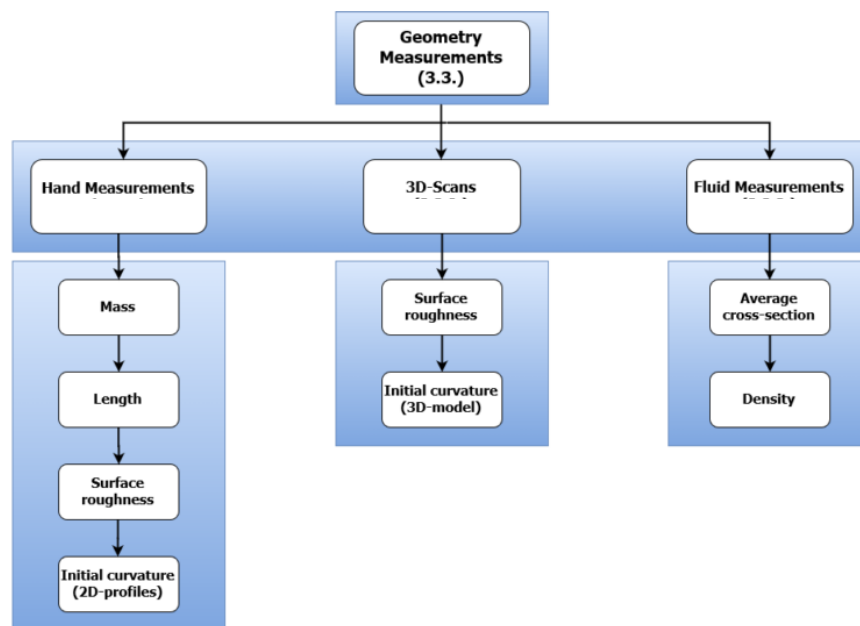 Geometry
Measurements
(3.3.)
Hand Measurements
3D-Scans
Fluid Measurements
Mass
Surface
roughness
Average
cross-section
Length
Initial curvature
(3D-model)
Density
Surface
roughness
Initial curvature
(2D-profiles)